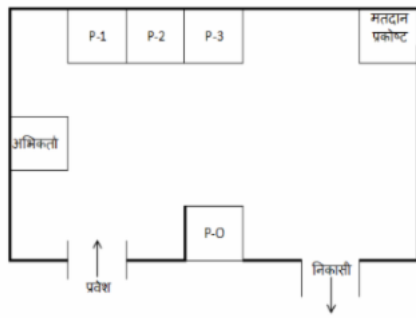 P-1 P-2 P-3 मतदान
प्रकोष्ट
अभिकर्ता
P-O
प्रवेश
निकासी